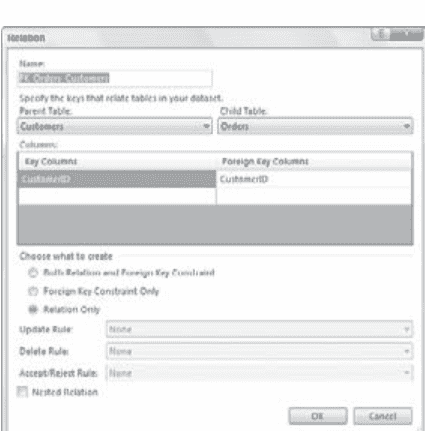 Relation
Name:
FK_Orders_Customers
Specify the keys that relate tables in your dataset.
Parent Table: Child Table:
Customers Orders
Columns:
Key Columns Foreign Key Columns
CustomerID CustomerID
Choose what to create
Both Relation and Foreign Key Constraint
Foreign Key Constraint Only
Relation Only
Update Rule: None
Delete Rule: None
Accept/Reject Rule: None
Nested Relation
OK Cancel